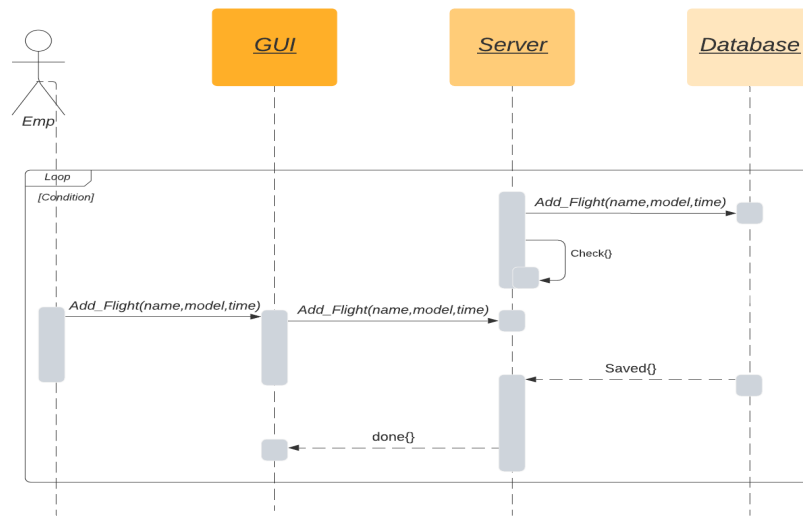 GUI
Server
Database
Emp
Loop
[Condition]
Add_Flight(name,model,time)
Check{}
Add_Flight(name,model,time)
Add_Flight(name,model,time)
Saved{}
done{}